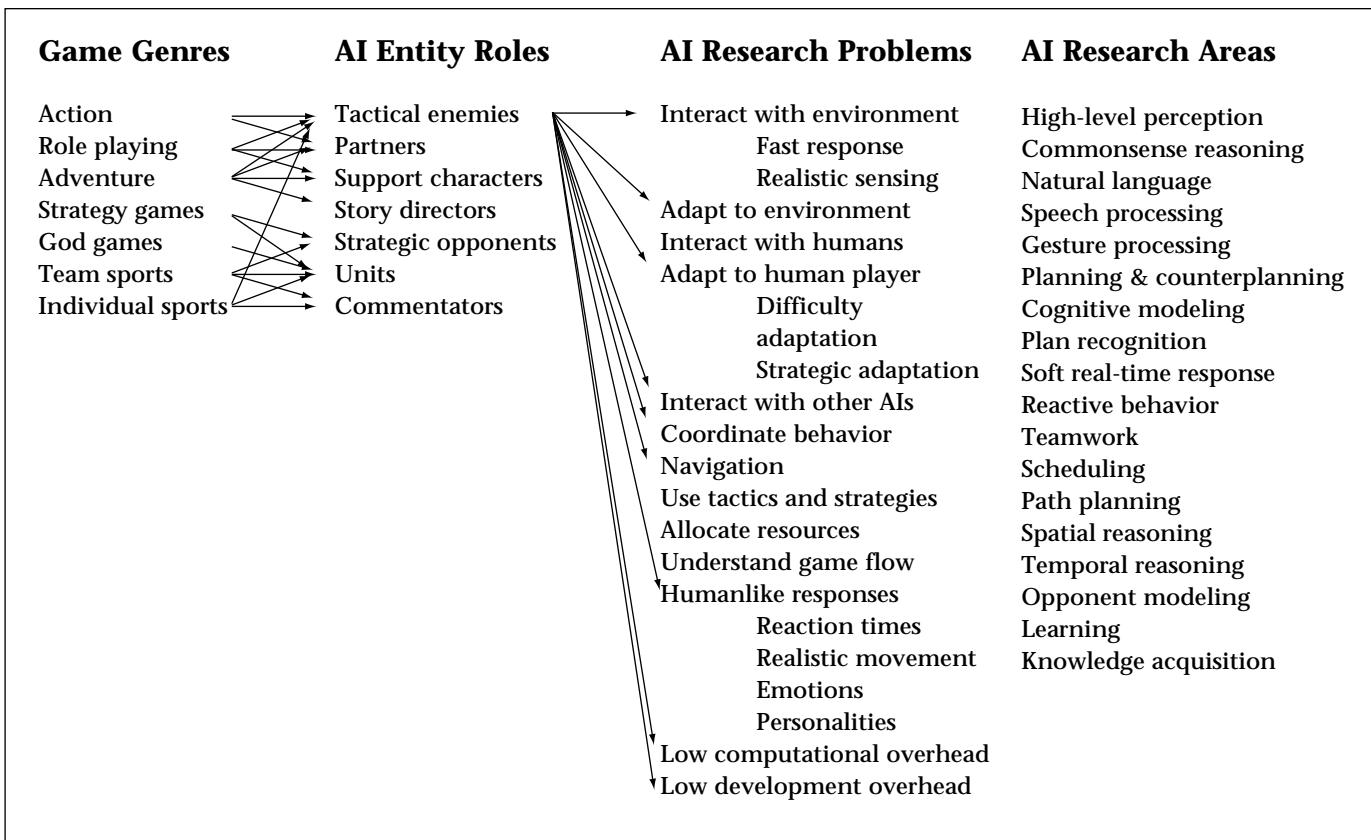 Game Genres
Action
Role playing
Adventure
Strategy games
God games
Team sports
Individual sports
AI Entity Roles
Tactical enemies
Partners
Support characters
Story directors
Strategic opponents
Units
Commentators
AI Research Problems
Interact with environment
Fast response
Realistic sensing
Adapt to environment
Interact with humans
Adapt to human player
Difficulty
adaptation
Strategic adaptation
Interact with other AIs
Coordinate behavior
Navigation
Use tactics and strategies
Allocate resources
Understand game flow
Humanlike responses
Reaction times
Realistic movement
Emotions
Personalities
Low computational overhead
Low development overhead
AI Research Areas
High-level perception
Commonsense reasoning
Natural language
Speech processing
Gesture processing
Planning & counterplanning
Cognitive modeling
Plan recognition
Soft real-time response
Reactive behavior
Teamwork
Scheduling
Path planning
Spatial reasoning
Temporal reasoning
Opponent modeling
Learning
Knowledge acquisition